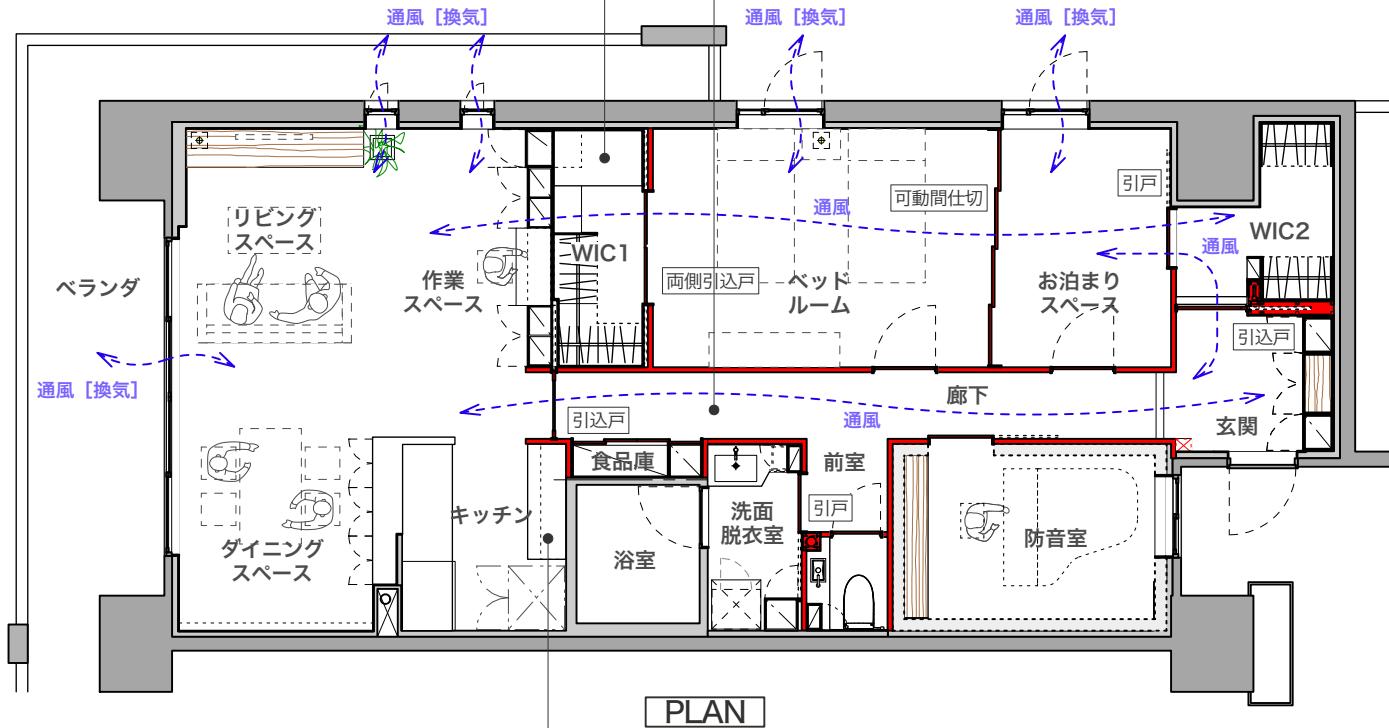 通風［換気］
通風［換気］
通風［換気］
引戸
可動間仕切
通風
リビング
スペース
WIC1
WIC2
通風
ベランダ
作業
スペース
両側引込戸
ベッド
ルーム
お泊まり
スペース
引込戸
通風［換気］
廊下
引込戸
通風
玄関
食品庫
前室
キッチン
洗面
脱衣室
引戸
防音室
ダイニング
スペース
浴室
PLAN